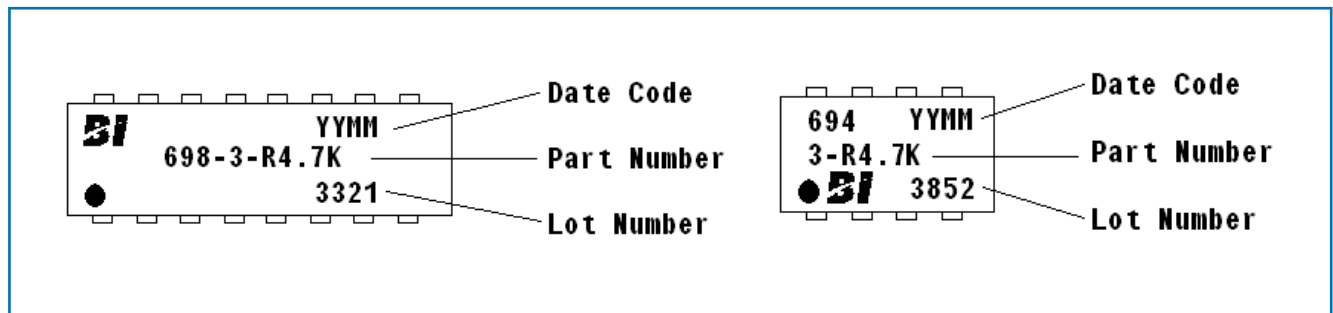 BI YYMM
698-3-R4.7K
3321
Date Code
Part Number
Lot Number
694 YYMM
3-R4.7K
BI 3852
Date Code
Part Number
Lot Number